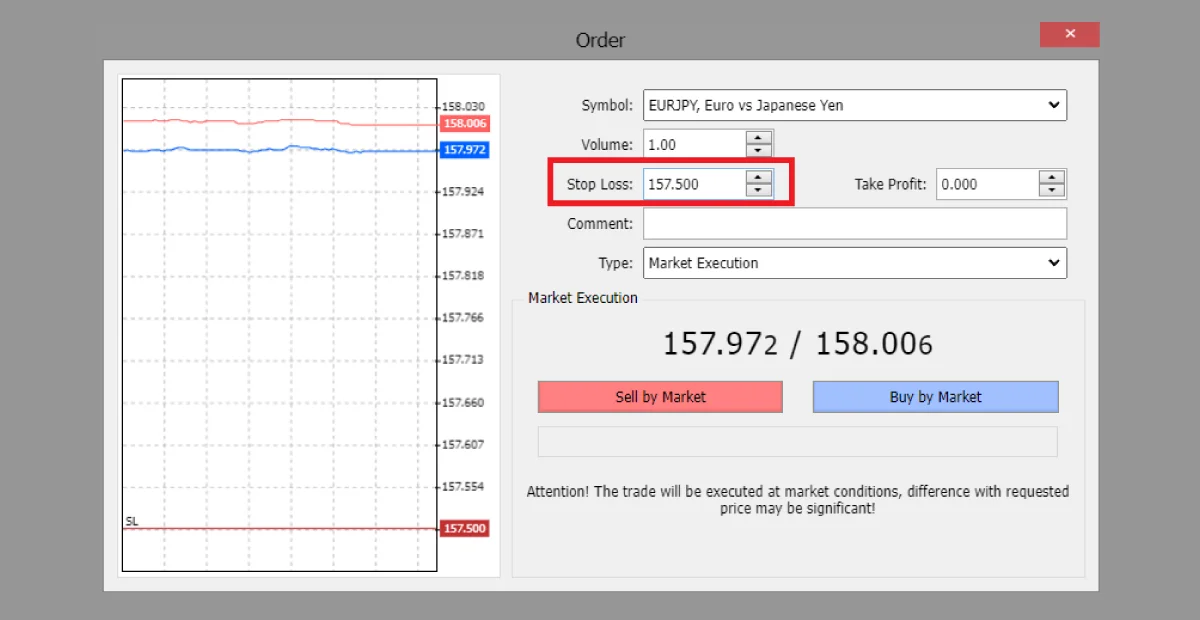 Order
158.030
158.006
157.972
157.924
157.871
157.818
157.766
157.713
157.660
157.607
157.554
SL
157.500
Symbol: EURJPY, Euro vs Japanese Yen
Volume: 1.00
Stop Loss: 157.500 Take Profit: 0.000
Comment:
Type: Market Execution
Market Execution
157.972 / 158.006
Sell by Market Buy by Market
Attention! The trade will be executed at market conditions, difference with requested
price may be significant!